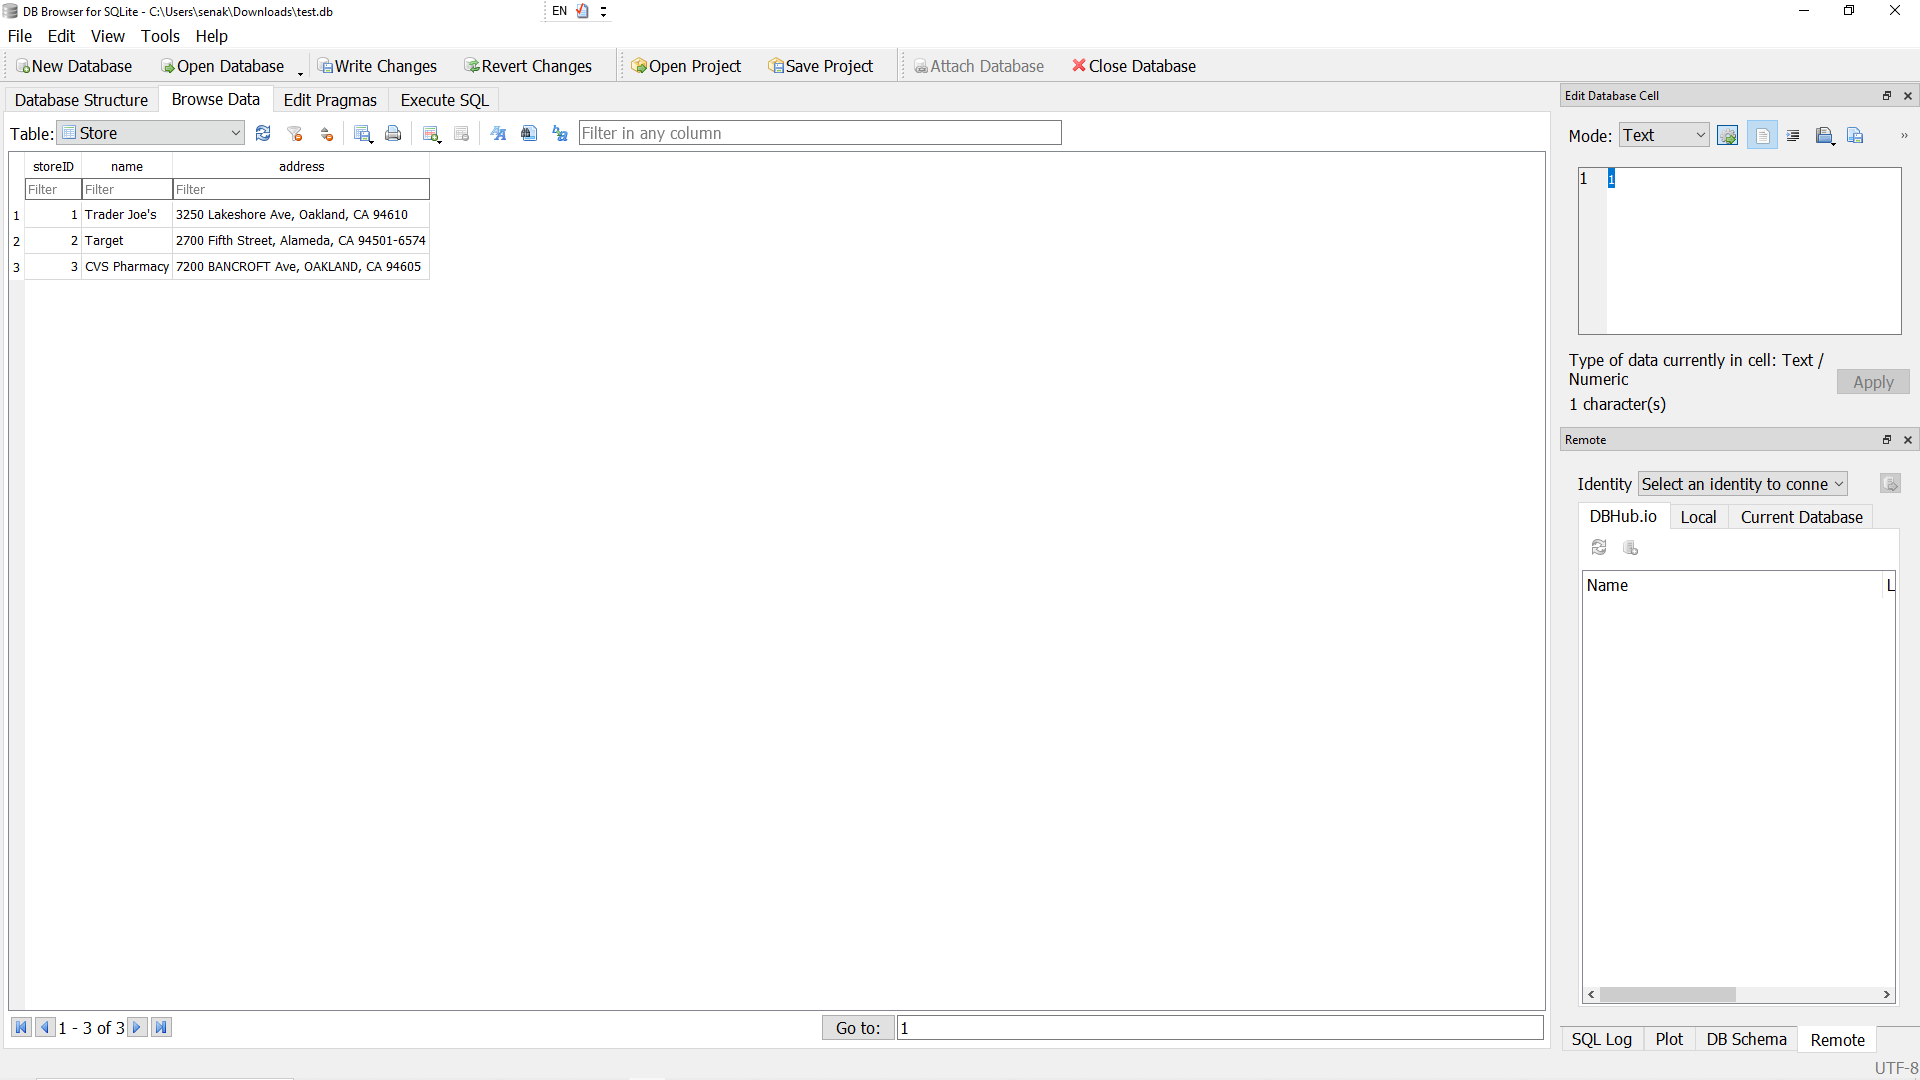 DB Browser for SQLite - C:\Users\senak\Downloads\test.db
EN
File Edit View Tools Help
New Database Open Database Write Changes Revert Changes Open Project Save Project Attach Database Close Database
Database Structure Browse Data Edit Pragmas Execute SQL
Table: Store Filter in any column
storeID name address
Filter Filter Filter
1 1 Trader Joe's 3250 Lakeshore Ave, Oakland, CA 94610
2 2 Target 2700 Fifth Street, Alameda, CA 94501-6574
3 3 CVS Pharmacy 7200 BANCROFT Ave, OAKLAND, CA 94605
1 - 3 of 3 Go to: 1
Edit Database Cell
Mode: Text »
1 1
Type of data currently in cell: Text /
Numeric
Apply
1 character(s)
Remote
Identity Select an identity to conne
DBHub.io Local Current Database
Name L
SQL Log Plot DB Schema Remote
UTF-8